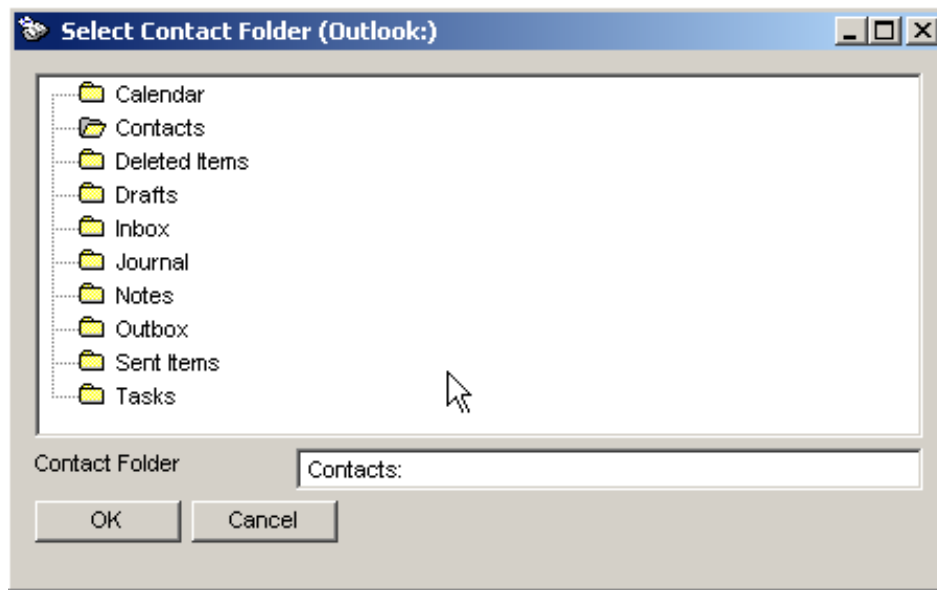 Select Contact Folder (Outlook:)
Calendar
Contacts
Deleted Items
Drafts
Inbox
Journal
Notes
Outbox
Sent Items
Tasks
Contact Folder
Contacts:
OK
Cancel